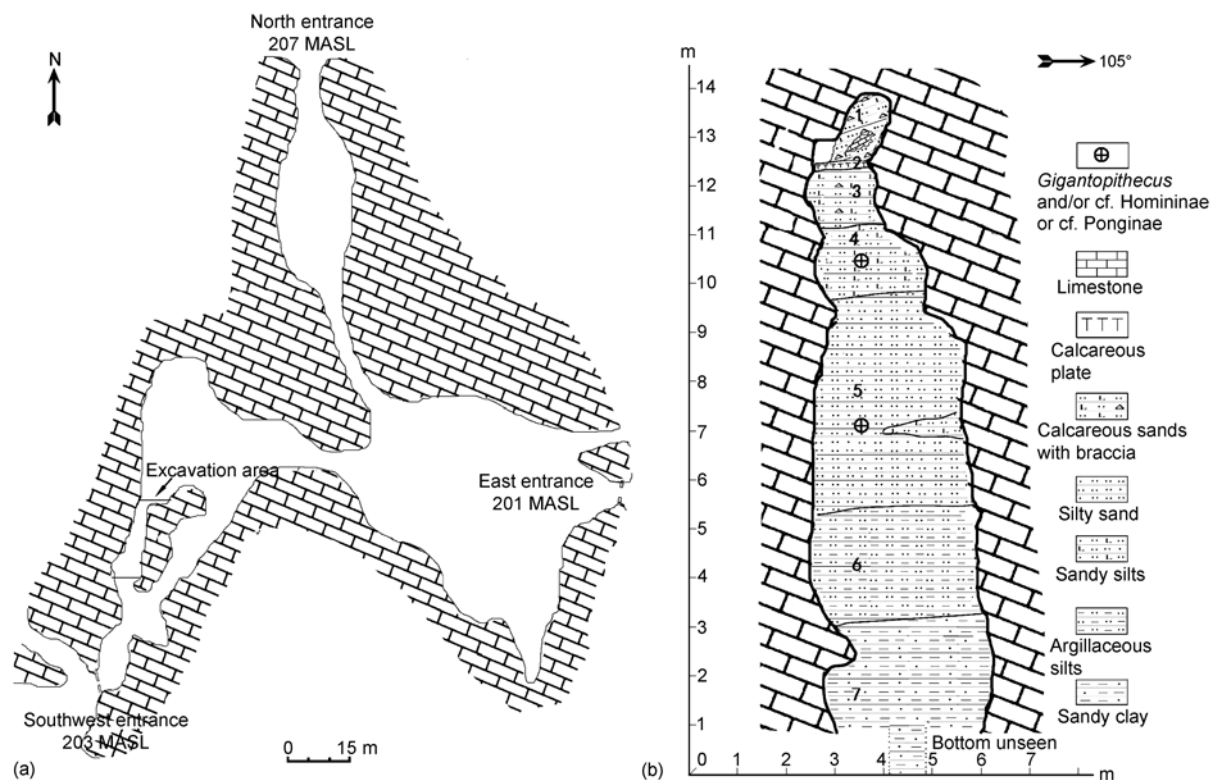 North entrance
207 MASL
N
Excavation area
East entrance
201 MASL
Southwest entrance
203 MASL
0 15 m
(a)
m
14
13
12
11
10
9
8
7
6
5
4
3
2
1
0 1 2 3 4 5 6 7
m
1
2
3
4
5
6
7
Bottom unseen
(b)
105°
Gigantopithecus
and/or cf. Homininae
or cf. Ponginae
Limestone
Calcareous
plate
Calcareous sands
with braccia
Silty sand
Sandy silts
Argillaceous
silts
Sandy clay